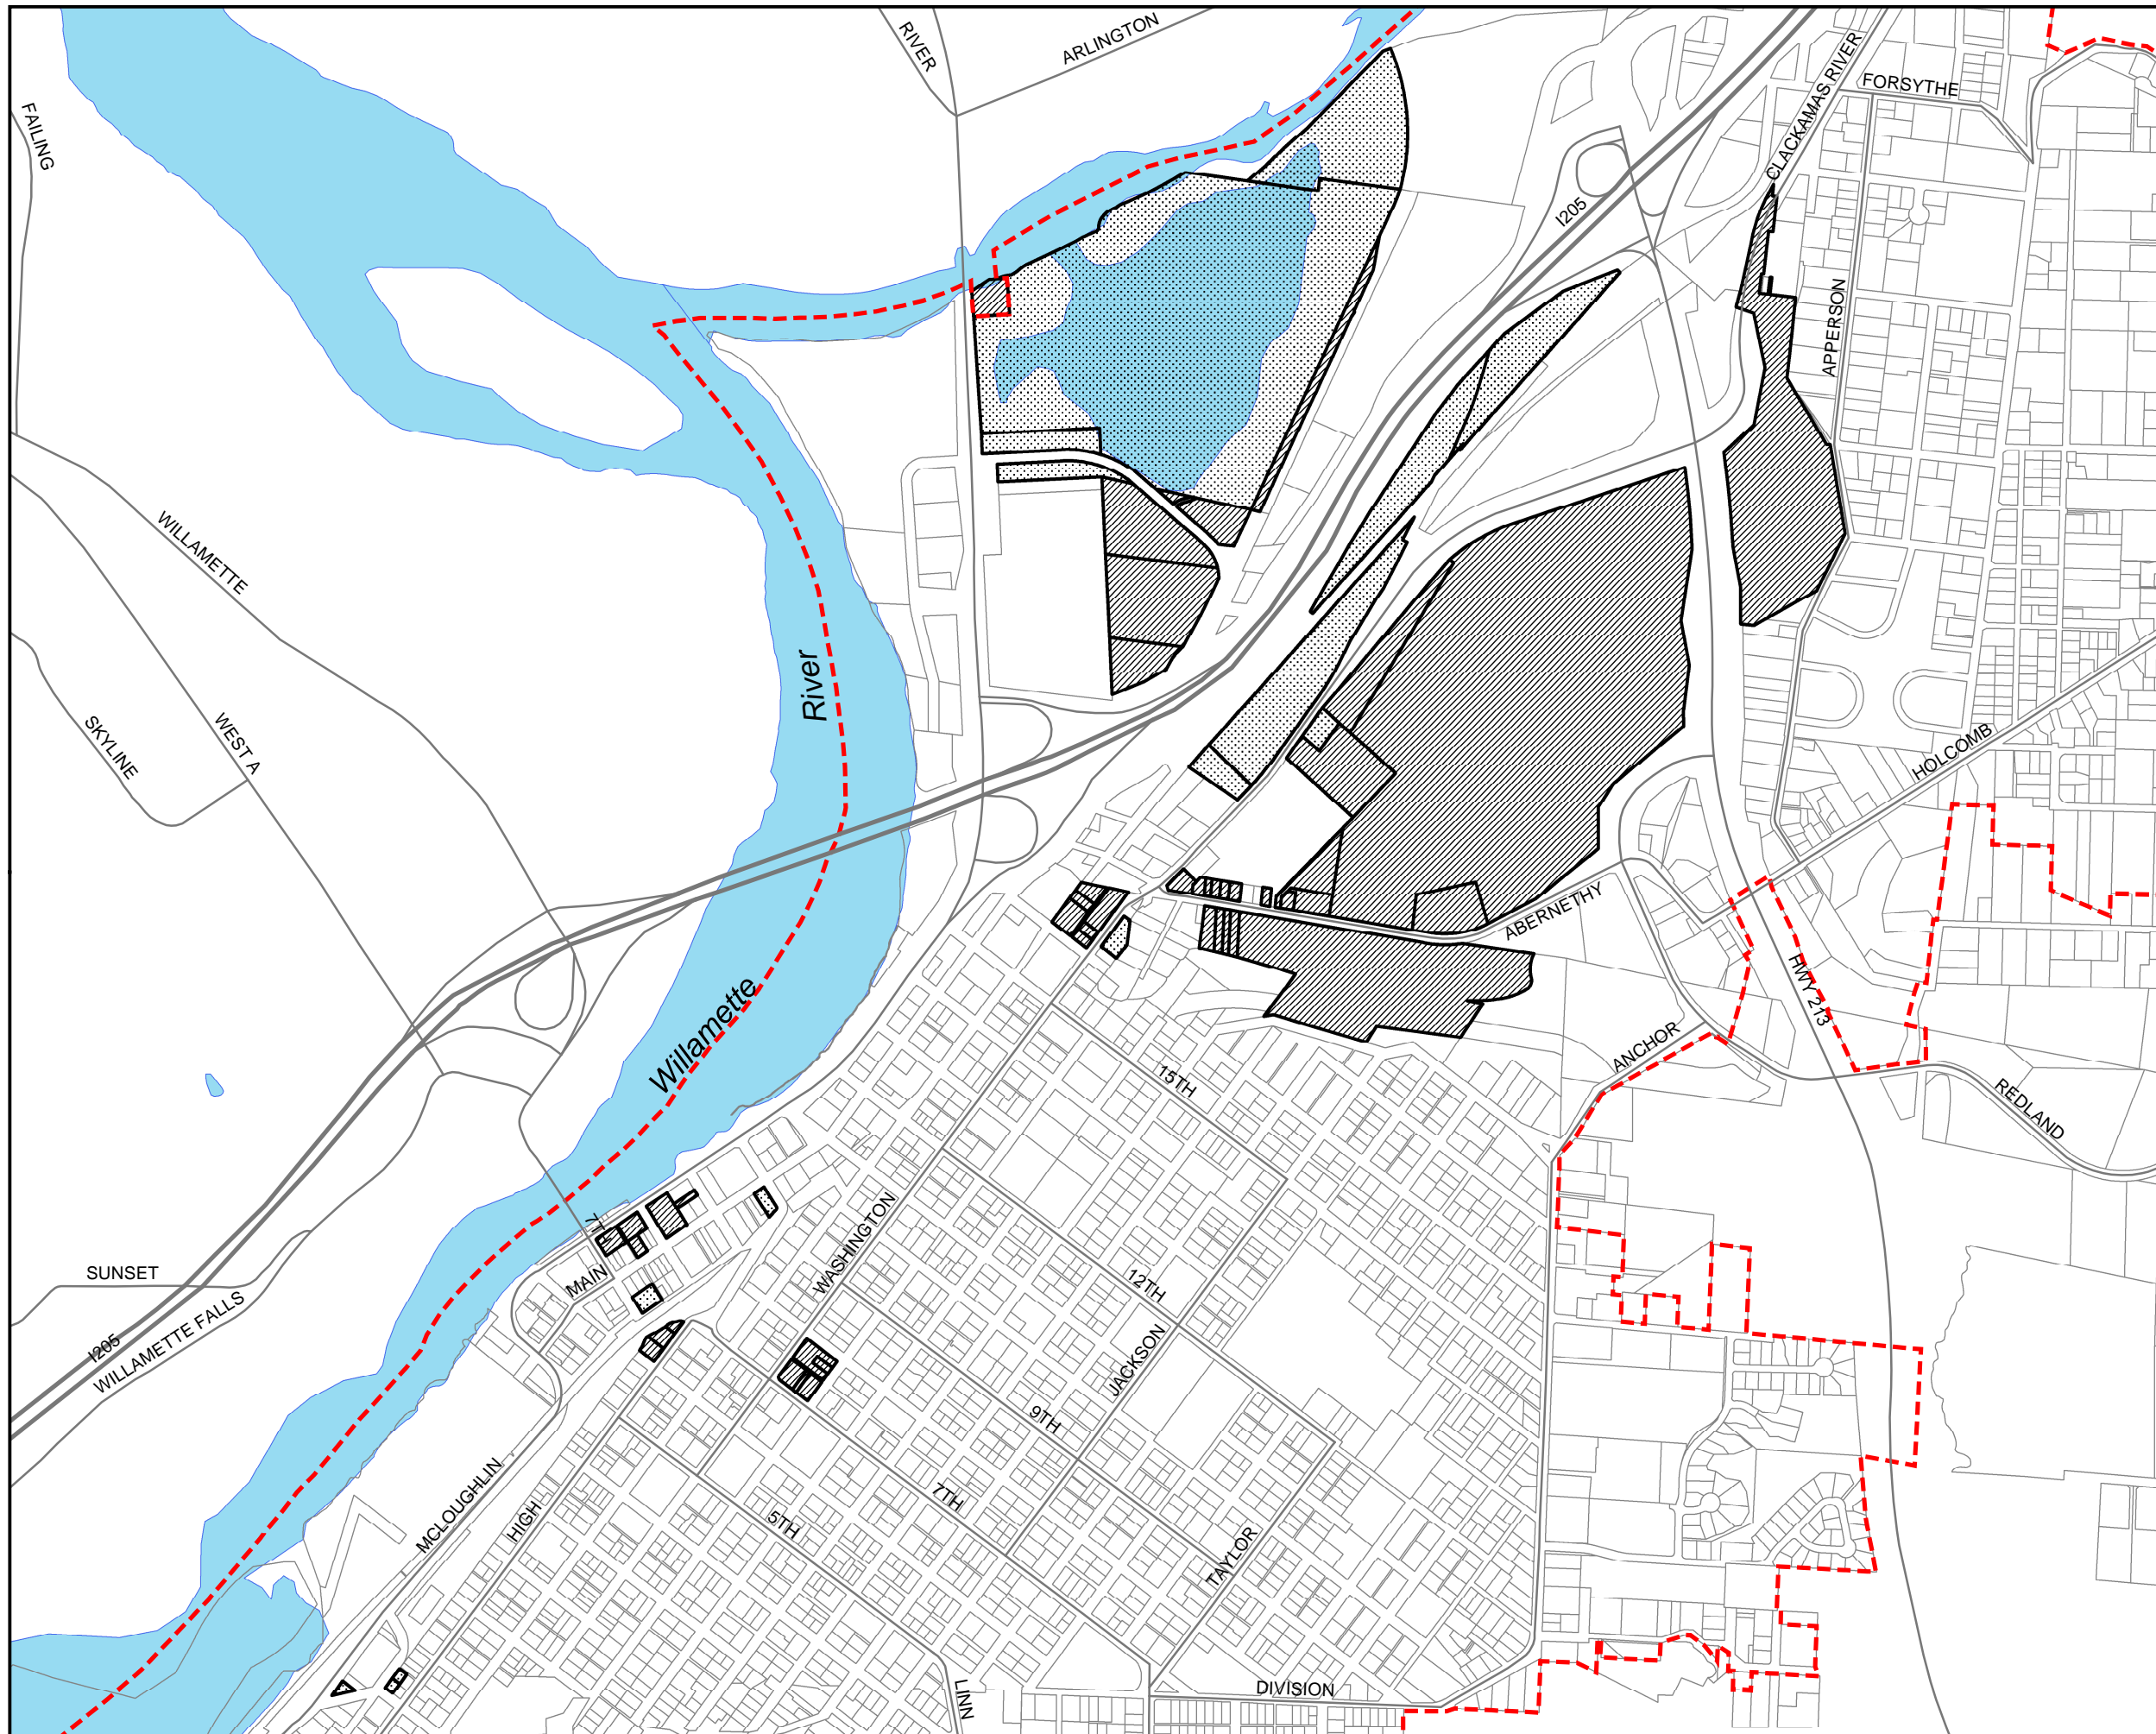 RIVER
ARLINGTON
CLACKAMAS RIVER
FORSYTHE
FAILING
I205
APPERSON
WILLAMETTE
River
SKYLINE
WEST A
HOLCOMB
ABERNETHY
HWY 213
Willamette
ANCHOR
15TH
REDLAND
7TH
WASHINGTON
SUNSET
MAIN
12TH
I205
WILLAMETTE FALLS
JACKSON
9TH
MCLOUGHLIN
HIGH
7TH
5TH
TAYLOR
LINN
DIVISION